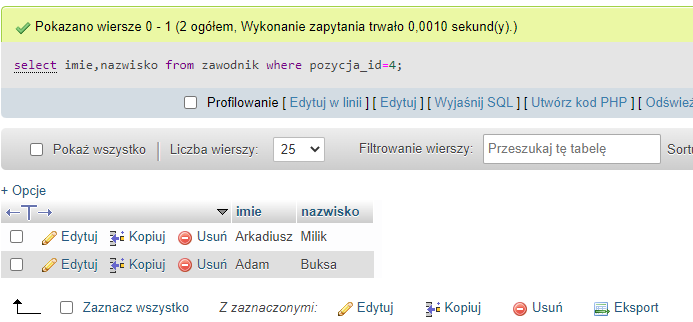 Pokazano wiersze 0 - 1 (2 ogółem, Wykonanie zapytania trwało 0,0010 sekund(y).)
select imie,nazwisko from zawodnik where pozycja_id=4;
Profilowanie [ Edytuj w linii ] [ Edytuj ] [ Wyjaśnij SQL ] [ Utwórz kod PHP ] [ Odśwież
Pokaż wszystko Liczba wierszy: 25 Filtrowanie wierszy: Przeszukaj tę tabelę Sortu
+ Opcje
←T→ imie nazwisko
Edytuj Kopiuj Usuń Arkadiusz Milik
Edytuj Kopiuj Usuń Adam Buksa
Zaznacz wszystko Z zaznaczonymi: Edytuj Kopiuj Usuń Eksport